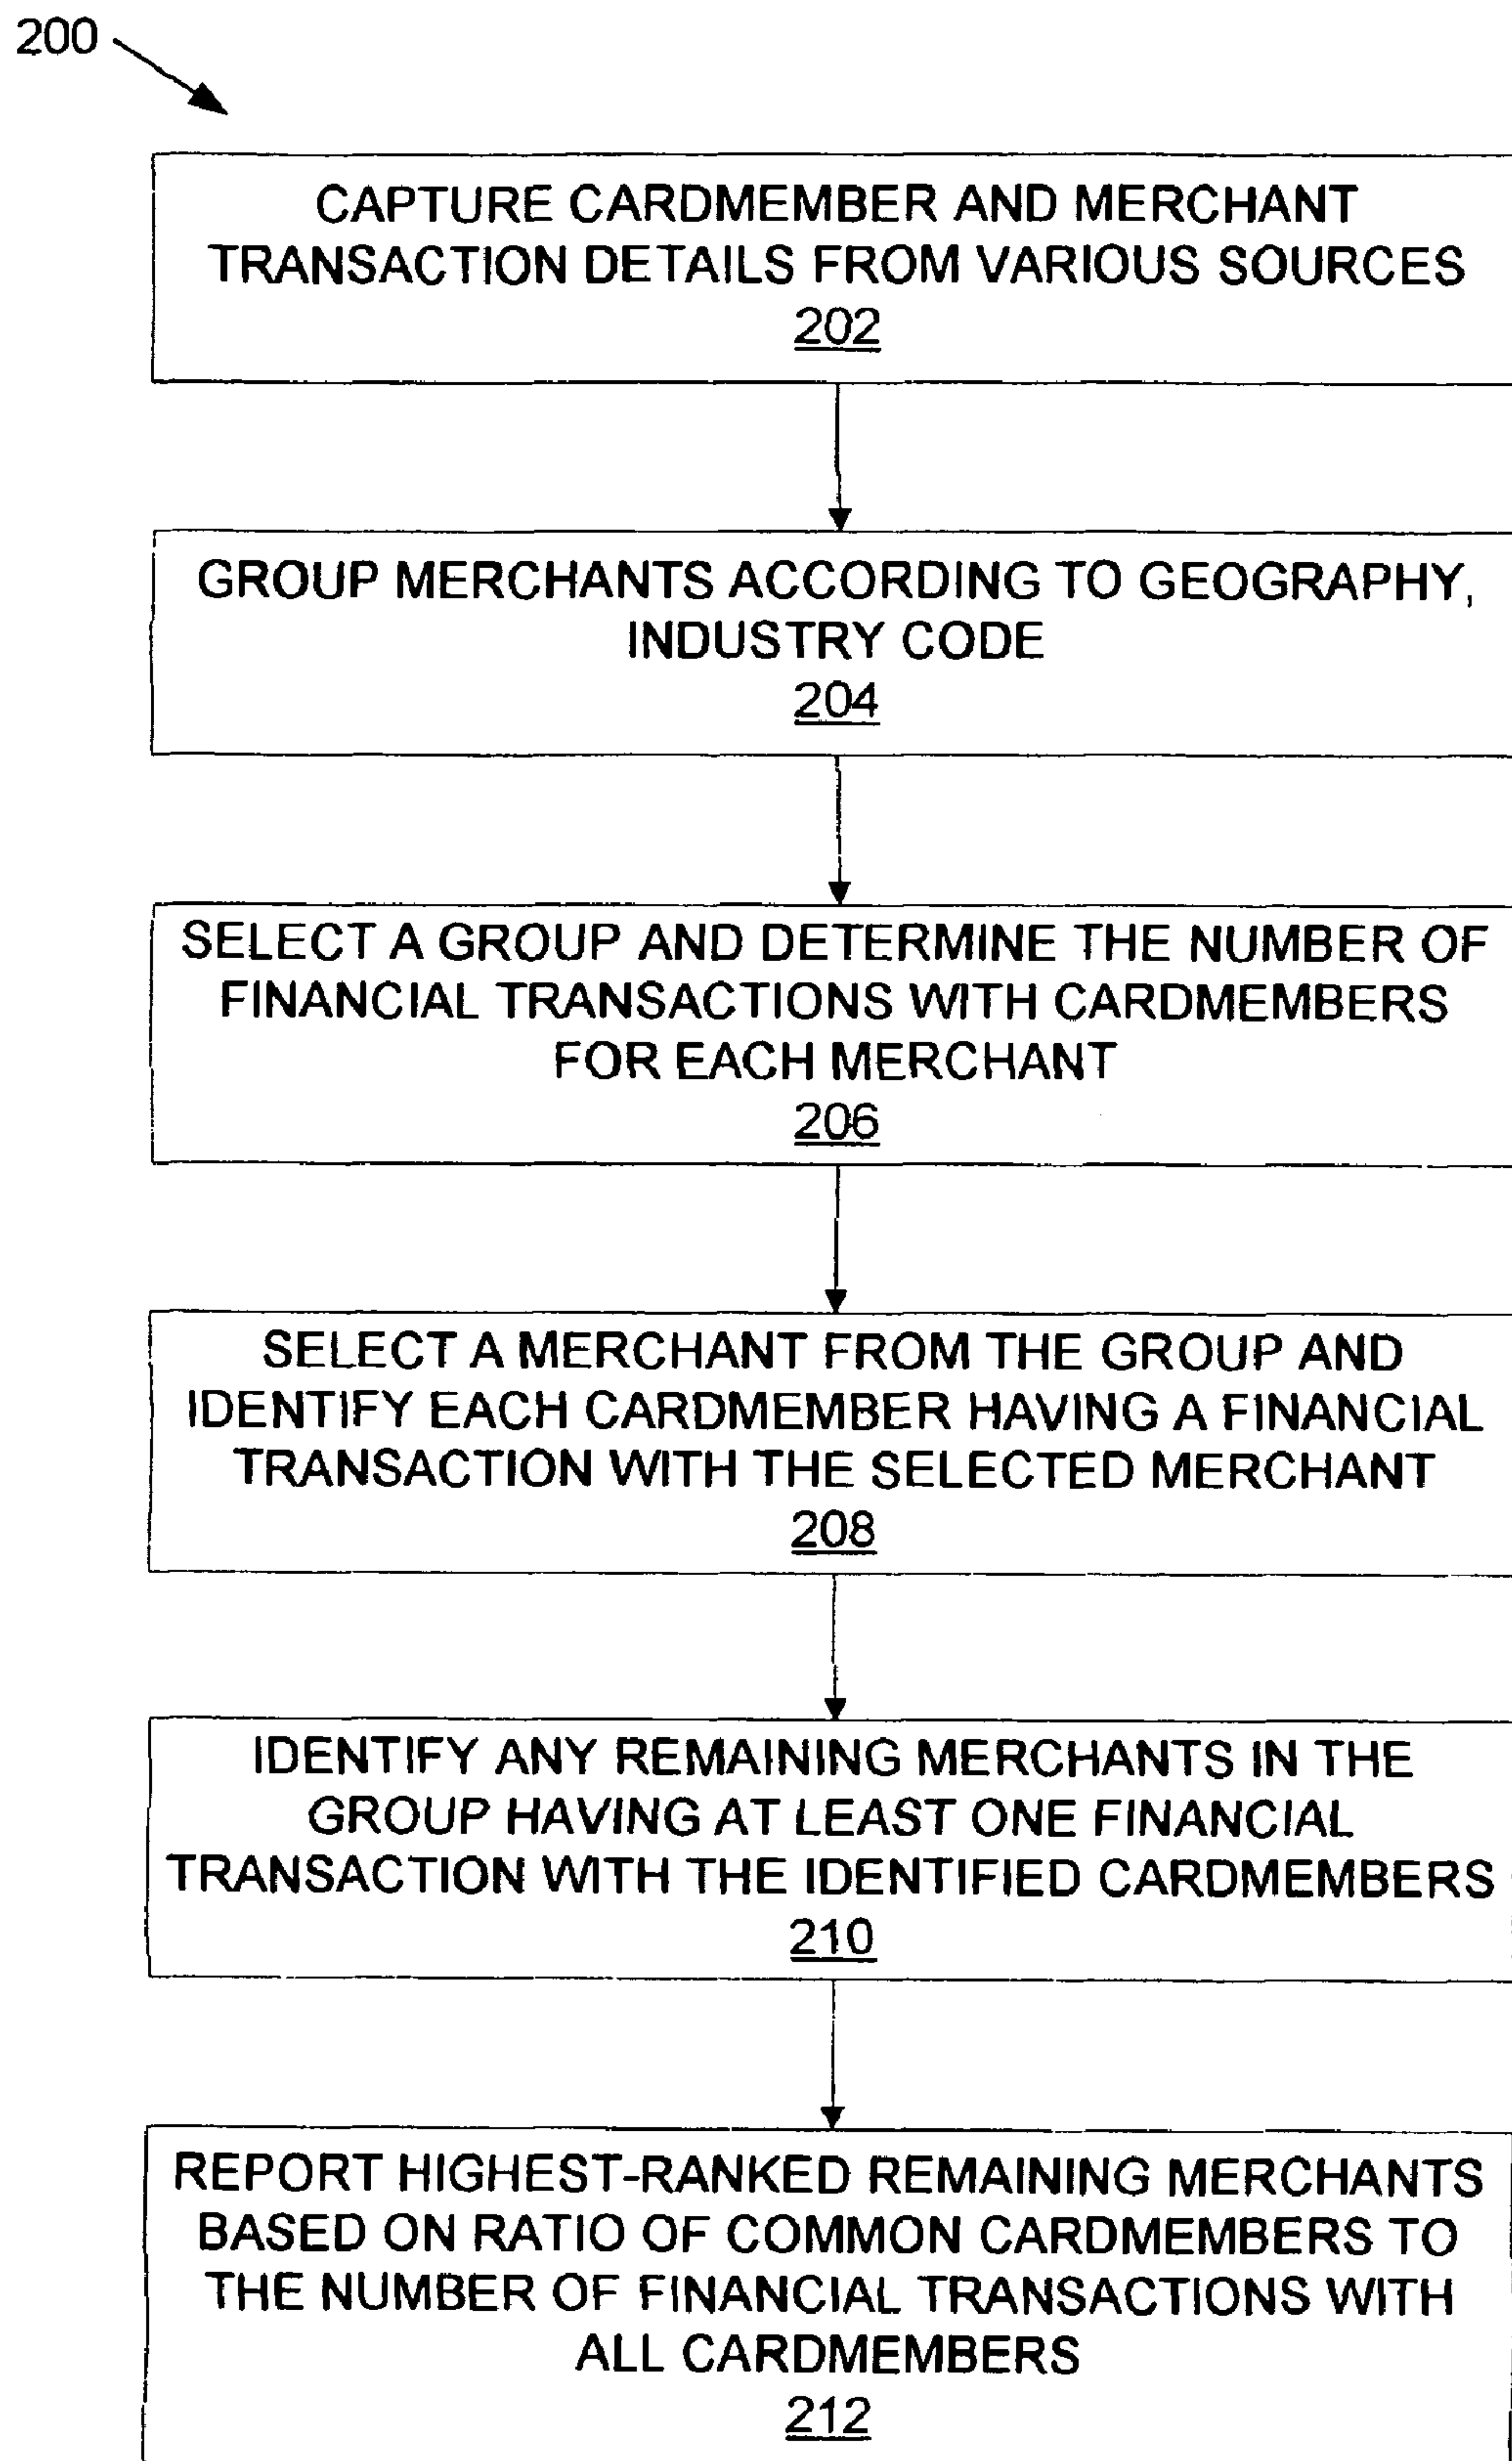 200
CAPTURE CARDMEMBER AND MERCHANT
TRANSACTION DETAILS FROM VARIOUS SOURCES
202
GROUP MERCHANTS ACCORDING TO GEOGRAPHY,
INDUSTRY CODE
204
SELECT A GROUP AND DETERMINE THE NUMBER OF
FINANCIAL TRANSACTIONS WITH CARDMEMBERS
FOR EACH MERCHANT
206
SELECT A MERCHANT FROM THE GROUP AND
IDENTIFY EACH CARDMEMBER HAVING A FINANCIAL
TRANSACTION WITH THE SELECTED MERCHANT
208
IDENTIFY ANY REMAINING MERCHANTS IN THE
GROUP HAVING AT LEAST ONE FINANCIAL
TRANSACTION WITH THE IDENTIFIED CARDMEMBERS
210
REPORT HIGHEST-RANKED REMAINING MERCHANTS
BASED ON RATIO OF COMMON CARDMEMBERS TO
THE NUMBER OF FINANCIAL TRANSACTIONS WITH
ALL CARDMEMBERS
212